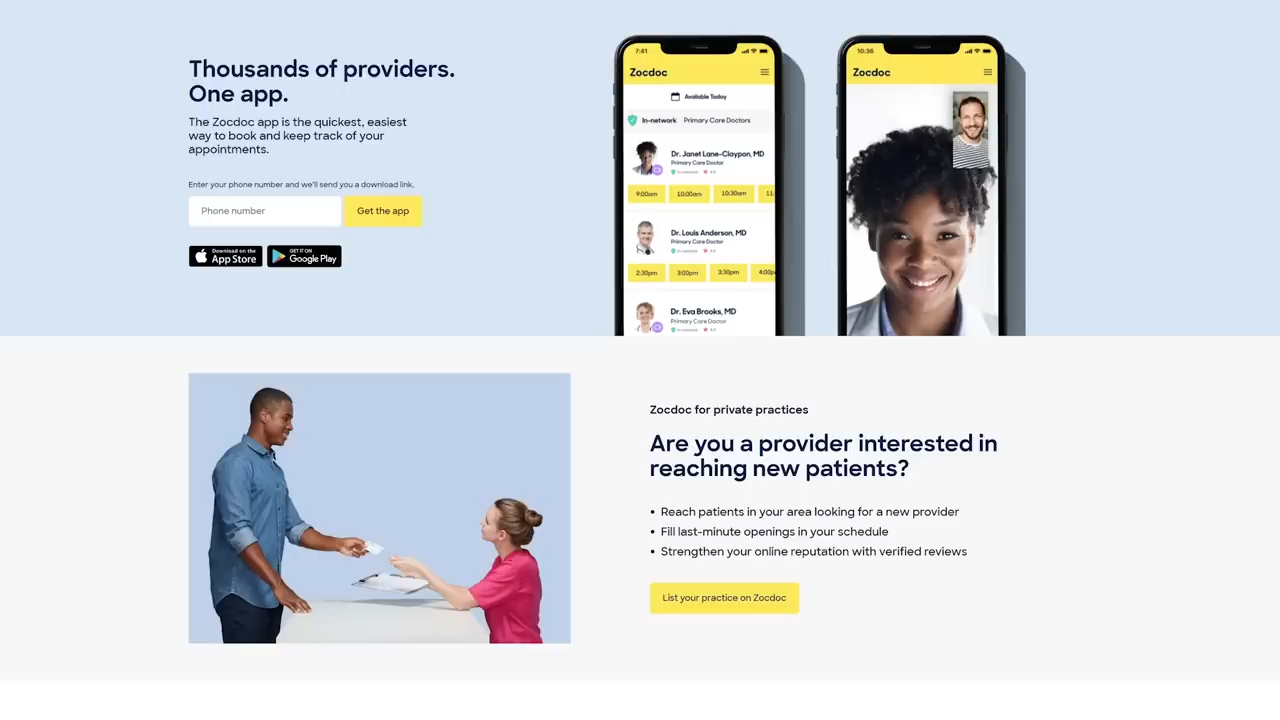 Thousands of providers.
One app.
The Zocdoc app is the quickest, easiest
way to book and keep track of your
appointments.
Enter your phone number and we'll send you a download link.
Phone number
Get the app
Download on the
App Store
GET IT ON
Google Play
7:41
Zocdoc
Available Today
In-network Primary Care Doctors
Dr. Janet Lane-Claypon, MD
Primary Care Doctor
9:00am 10:00am 10:30am
Dr. Louis Anderson, MD
Primary Care Doctor
2:30pm 3:00pm 3:30pm 4:00p
Dr. Eva Brooks, MD
Primary Care Doctor
10:36
Zocdoc
Zocdoc for private practices
Are you a provider interested in
reaching new patients?
• Reach patients in your area looking for a new provider
• Fill last-minute openings in your schedule
• Strengthen your online reputation with verified reviews
List your practice on Zocdoc